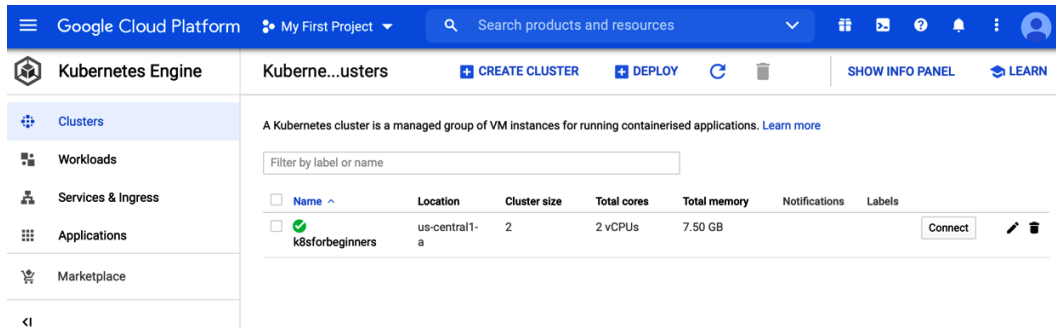 Google Cloud Platform My First Project Search products and resources
Kubernetes Engine Kuberne...usters CREATE CLUSTER DEPLOY SHOW INFO PANEL LEARN
Clusters
Workloads
Services & Ingress
Applications
Marketplace
A Kubernetes cluster is a managed group of VM instances for running containerised applications. Learn more
Filter by label or name
Name Location Cluster size Total cores Total memory Notifications Labels
k8sforbeginners us-central1-a 2 2 vCPUs 7.50 GB Connect